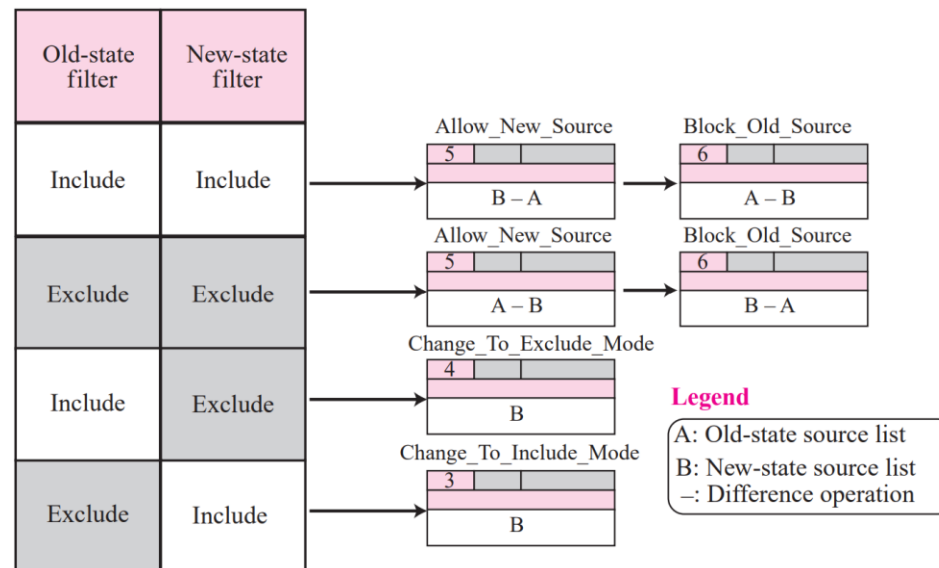 Old-state
filter
New-state
filter
Include
Include
Allow_New_Source
5
B – A
Block_Old_Source
6
A – B
Exclude
Exclude
Allow_New_Source
5
A – B
Block_Old_Source
6
B – A
Include
Exclude
Change_To_Exclude_Mode
4
B
Exclude
Include
Change_To_Include_Mode
3
B
Legend
A: Old-state source list
B: New-state source list
–: Difference operation